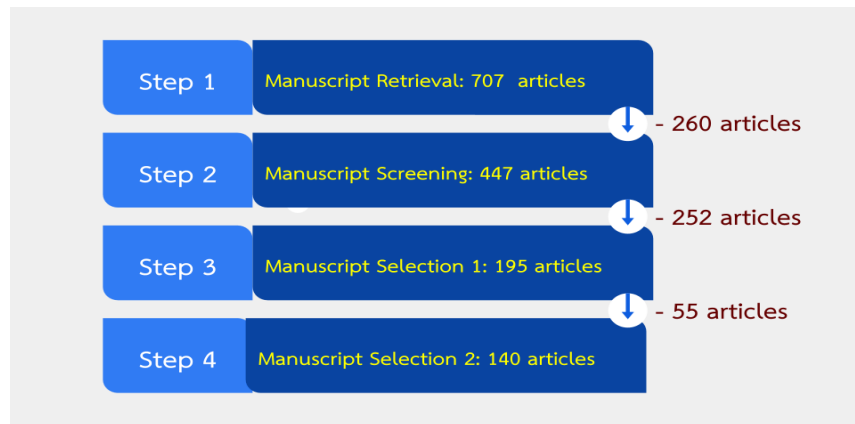 Step 1
Manuscript Retrieval: 707 articles
- 260 articles
Step 2
Manuscript Screening: 447 articles
- 252 articles
Step 3
Manuscript Selection 1: 195 articles
- 55 articles
Step 4
Manuscript Selection 2: 140 articles